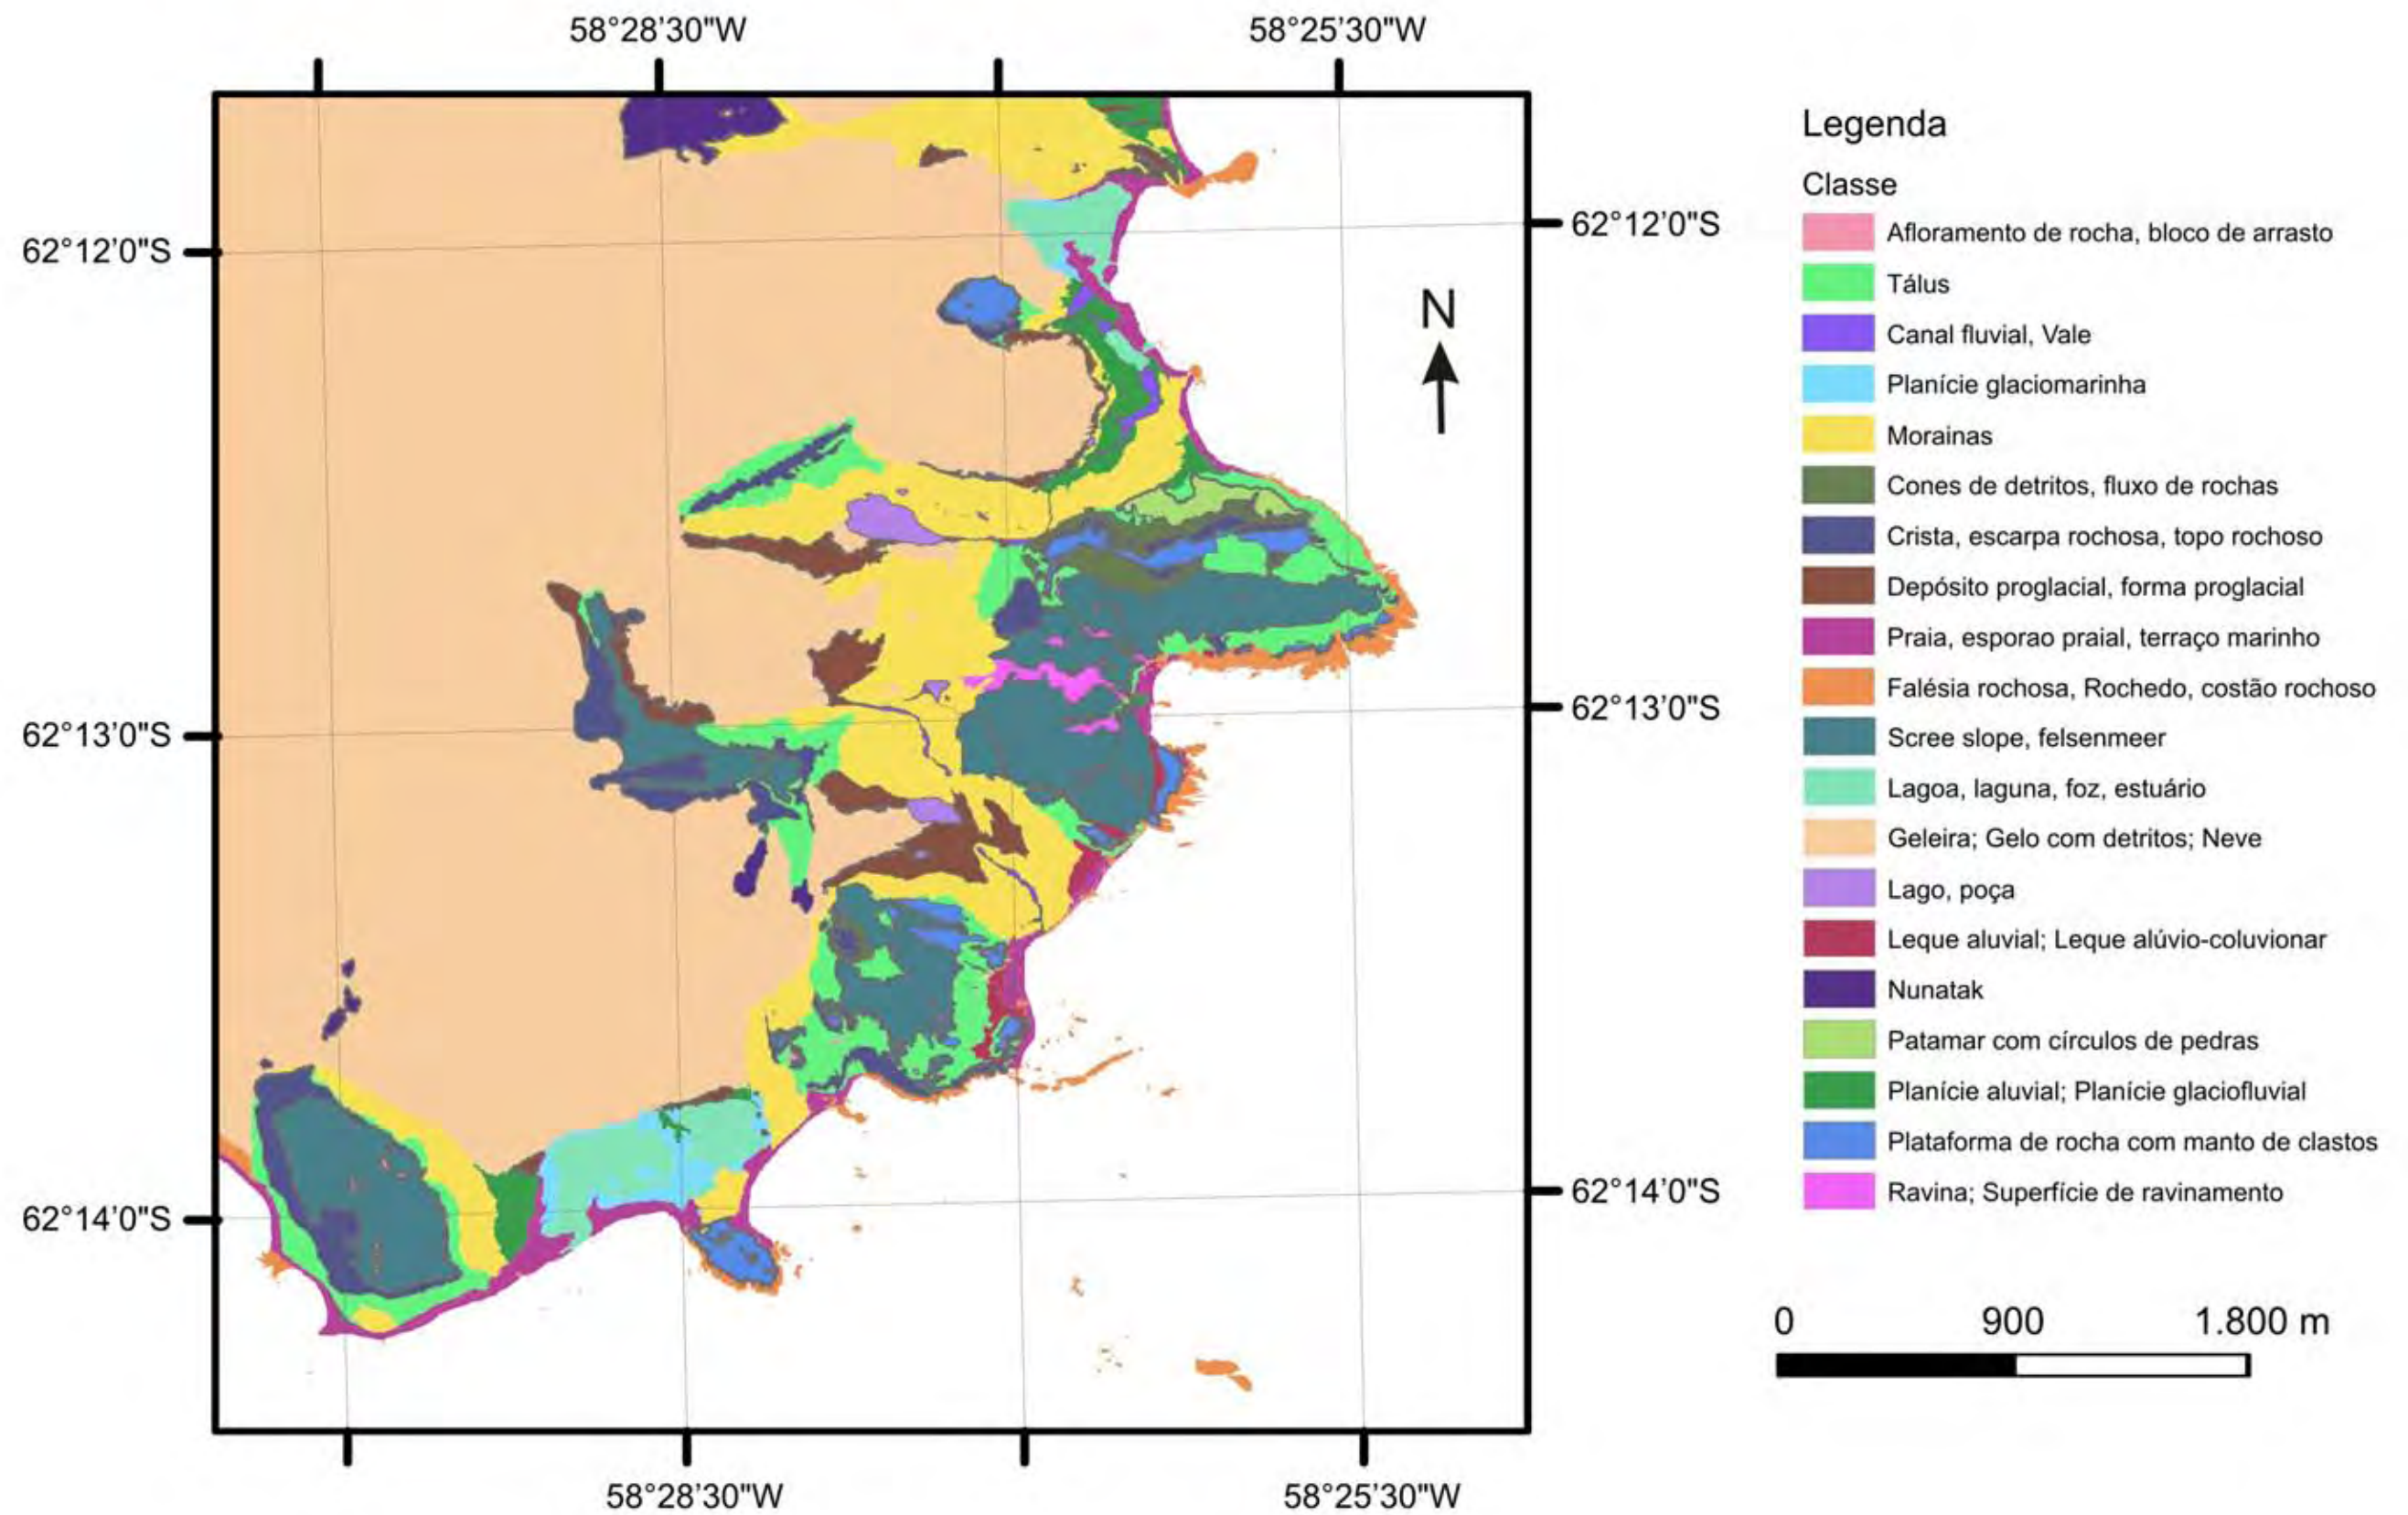 58°28'30"W
58°25'30"W
62°12'0"S
62°12'0"S
N
62°13'0"S
62°13'0"S
62°14'0"S
62°14'0"S
58°28'30"W
58°25'30"W
Legenda
Classe
Afloramento de rocha, bloco de arrasto
Tálus
Canal fluvial, Vale
Planície glaciomarinha
Morainas
Cones de detritos, fluxo de rochas
Crista, escarpa rochosa, topo rochoso
Depósito proglacial, forma proglacial
Praia, esporao praial, terraço marinho
Falésia rochosa, Rochedo, costão rochoso
Scree slope, felsenmeer
Lagoa, laguna, foz, estuário
Geleira; Gelo com detritos; Neve
Lago, poça
Leque aluvial; Leque alúvio-coluvionar
Nunatak
Patamar com círculos de pedras
Planície aluvial; Planície glaciofluvial
Plataforma de rocha com manto de clastos
Ravina; Superfície de ravinamento
0 900 1.800 m